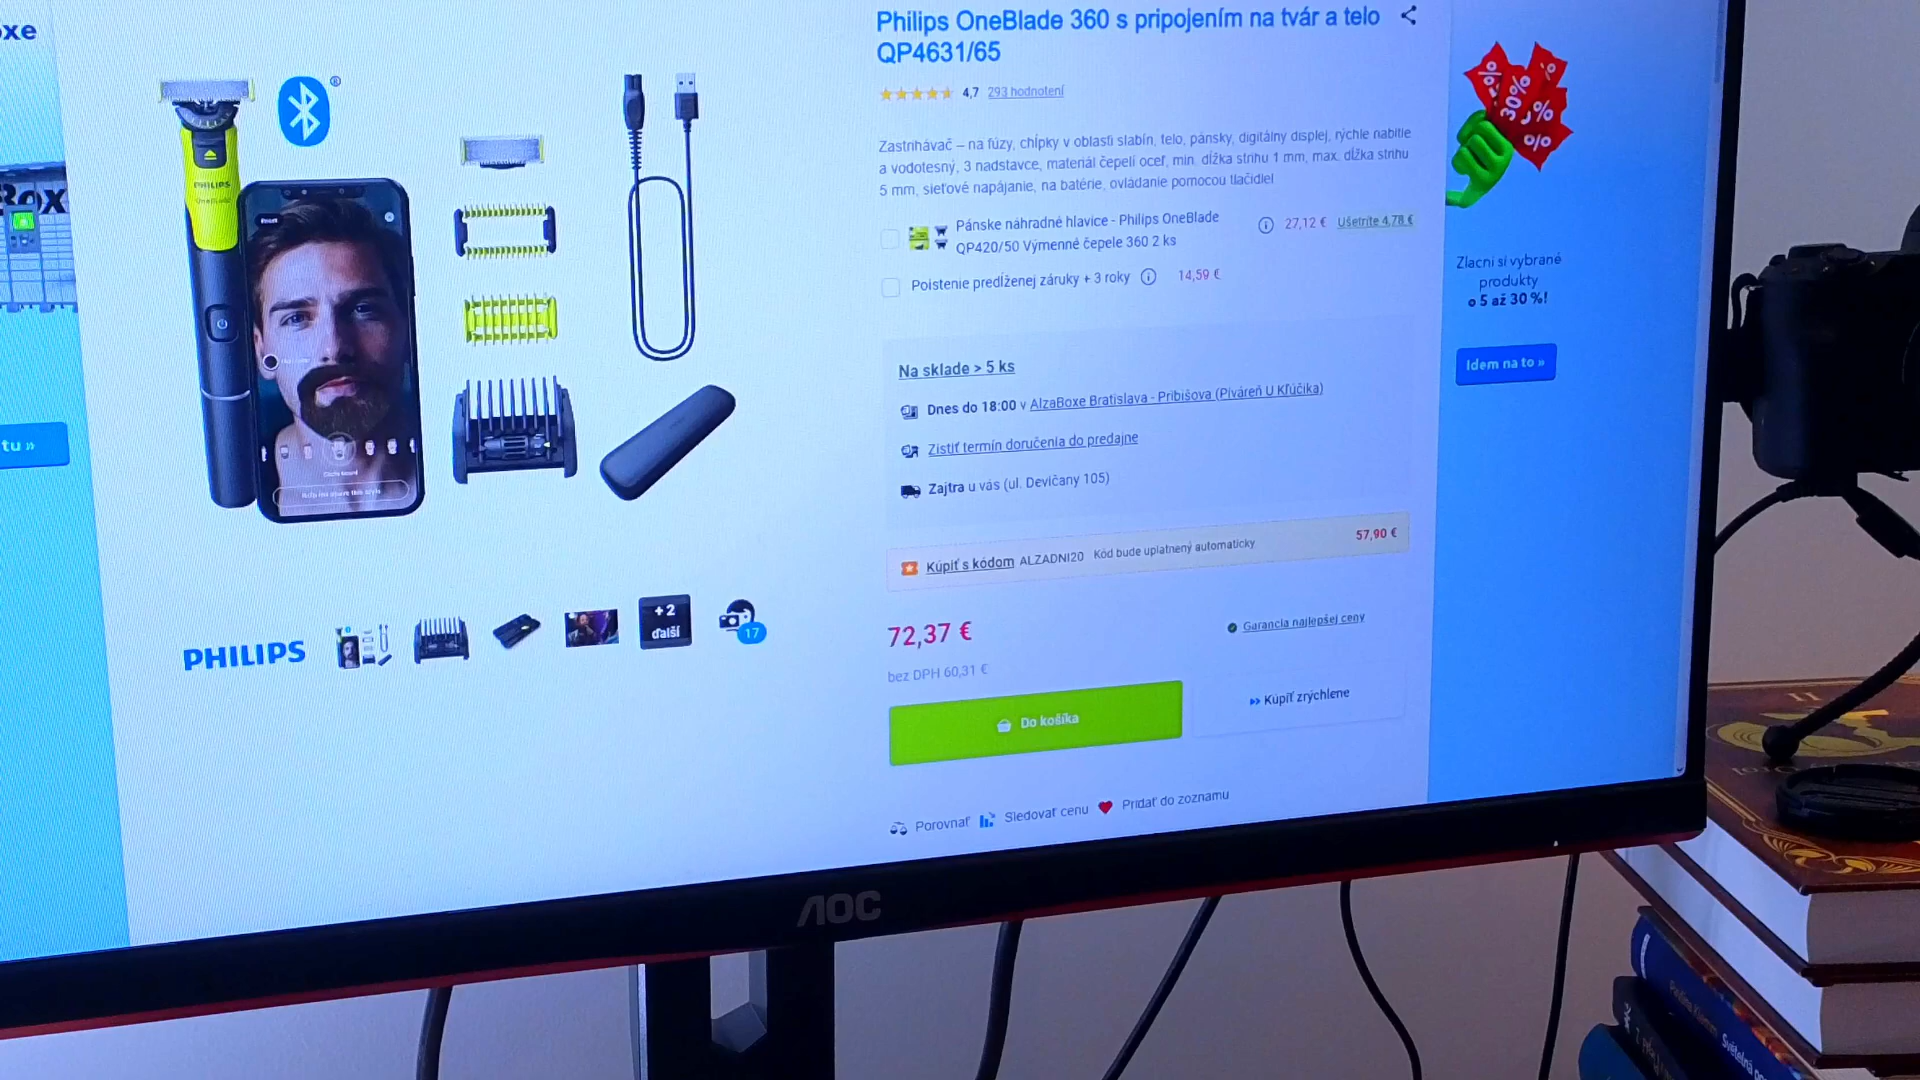 oxe
Philips OneBlade 360 s pripojením na tvár a telo
QP4631/65
4,7 293 hodnotení
Zastrihávač – na fúzy, chĺpky v oblasti slabín, telo, pánsky, digitálny displej, rýchle nabitie
a vodotesný, 3 nadstavce, materiál čepelí oceľ, min. dĺžka strihu 1 mm, max. dĺžka strihu
5 mm, sieťové napájanie, na batérie, ovládanie pomocou tlačidiel
Pánske náhradné hlavice - Philips OneBlade
QP420/50 Výmenné čepele 360 2 ks
27,12 € Ušetríte 4,78 €
Poistenie predĺženej záruky + 3 roky 14,59 €
Na sklade > 5 ks
Dnes do 18:00 v AlzaBoxe Bratislava - Pribišova (Piváreň U Kľúčika)
Zistiť termín doručenia do predajne
Zajtra u vás (ul. Devičany 105)
Kúpiť s kódom ALZADNI20 Kód bude uplatnený automaticky 57,90 €
72,37 €
Garancia najlepšej ceny
bez DPH 60,31 €
Do košíka
Kúpiť zrýchlene
Porovnať Sledovať cenu Pridať do zoznamu
PHILIPS
+2
ďalší
17
PHILIPS
Box
tu »
% 30% % % %
Zlacni si vybrané
produkty
o 5 až 30 %!
Idem na to »
AOC
II